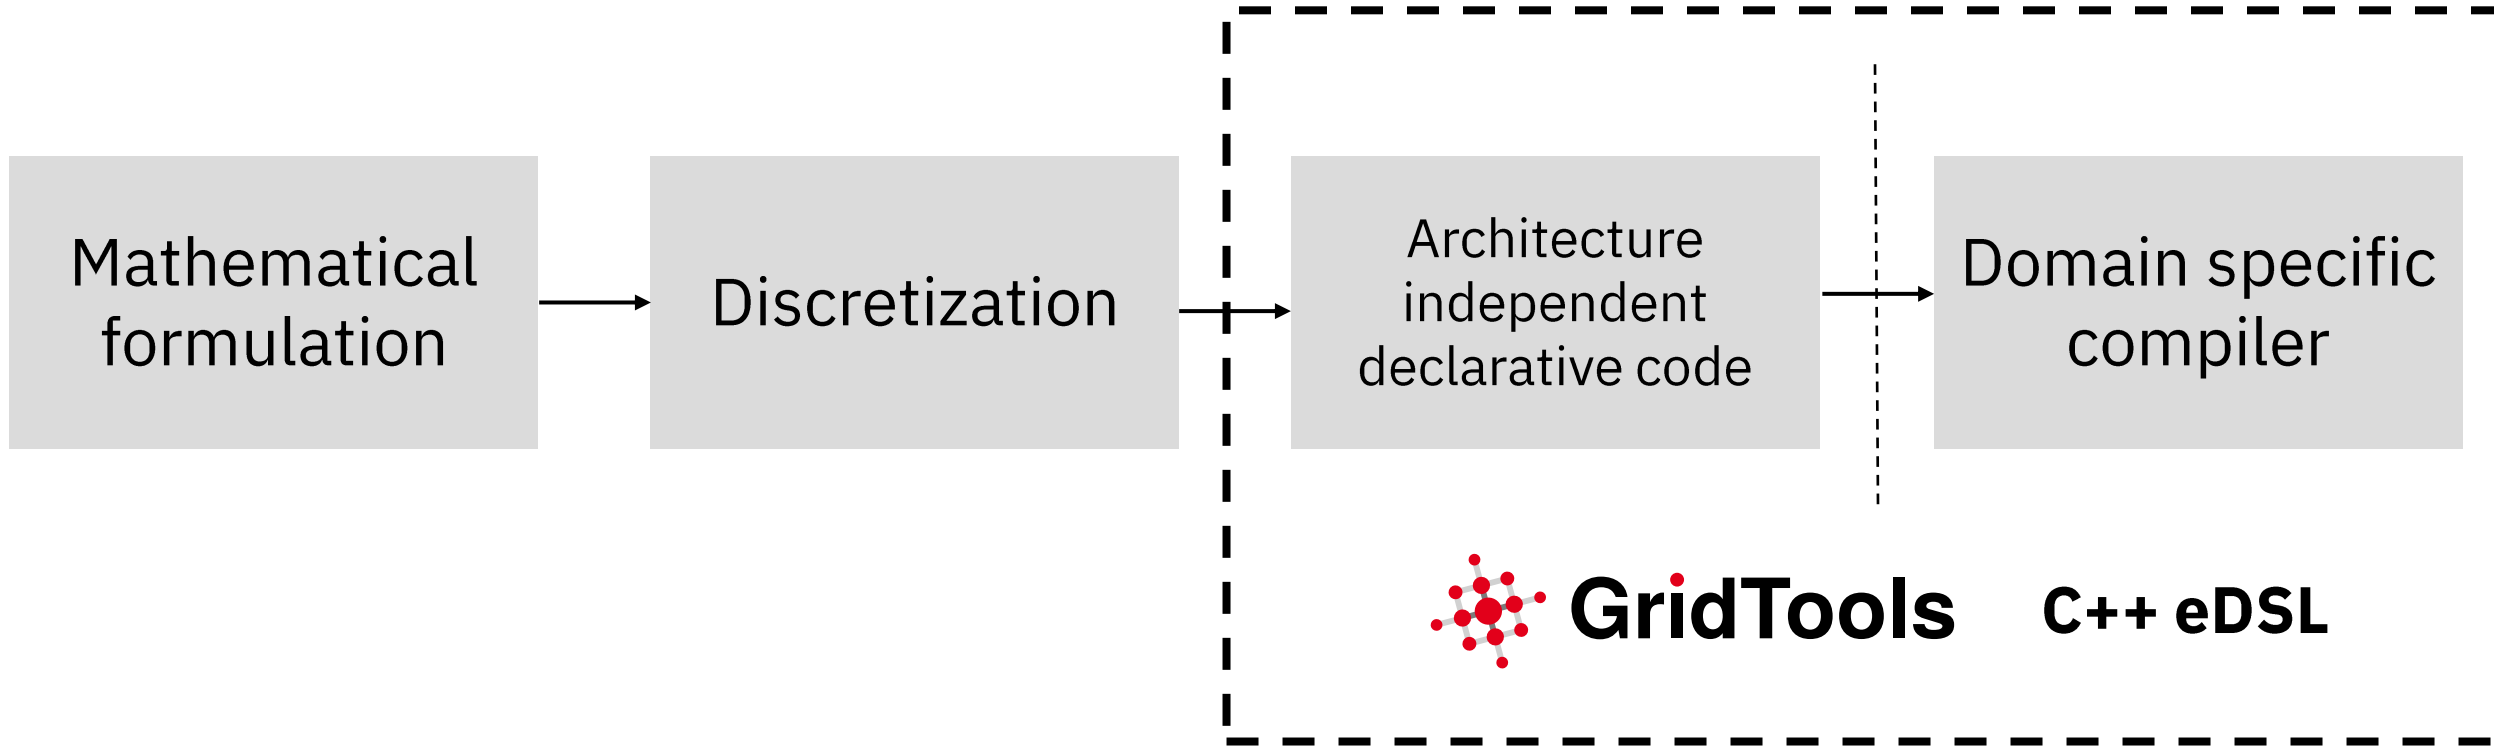 Mathematical
formulation
Discretization
Architecture
independent
declarative code
Domain specific
compiler
GridTools
C++ eDSL